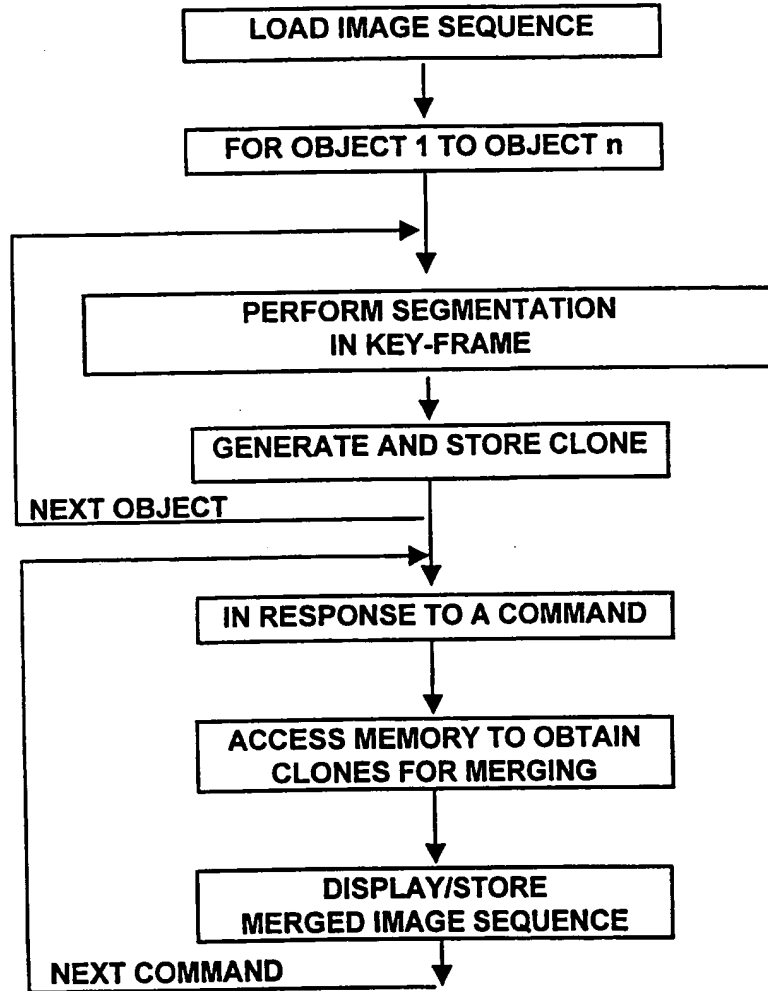 LOAD IMAGE SEQUENCE
FOR OBJECT 1 TO OBJECT n
PERFORM SEGMENTATION
IN KEY-FRAME
GENERATE AND STORE CLONE
NEXT OBJECT
IN RESPONSE TO A COMMAND
ACCESS MEMORY TO OBTAIN
CLONES FOR MERGING
DISPLAY/STORE
MERGED IMAGE SEQUENCE
NEXT COMMAND